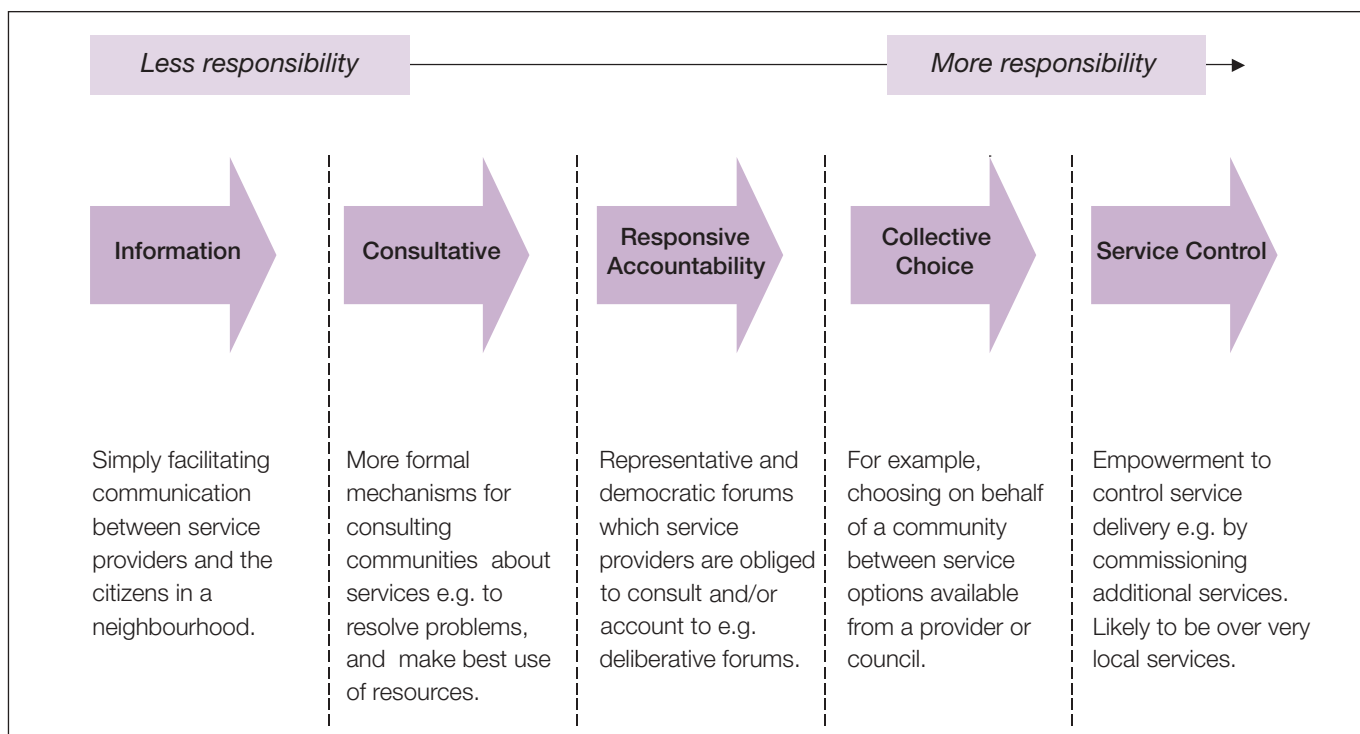 Less responsibility
More responsibility
Information
Consultative
Responsive
Accountability
Collective
Choice
Service Control
Simply facilitating
communication
between service
providers and the
citizens in a
neighbourhood.
More formal
mechanisms for
consulting
communities about
services e.g. to
resolve problems,
and make best use
of resources.
Representative and
democratic forums
which service
providers are obliged
to consult and/or
account to e.g.
deliberative forums.
For example,
choosing on behalf
of a community
between service
options available
from a provider or
council.
Empowerment to
control service
delivery e.g. by
commissioning
additional services.
Likely to be over very
local services.